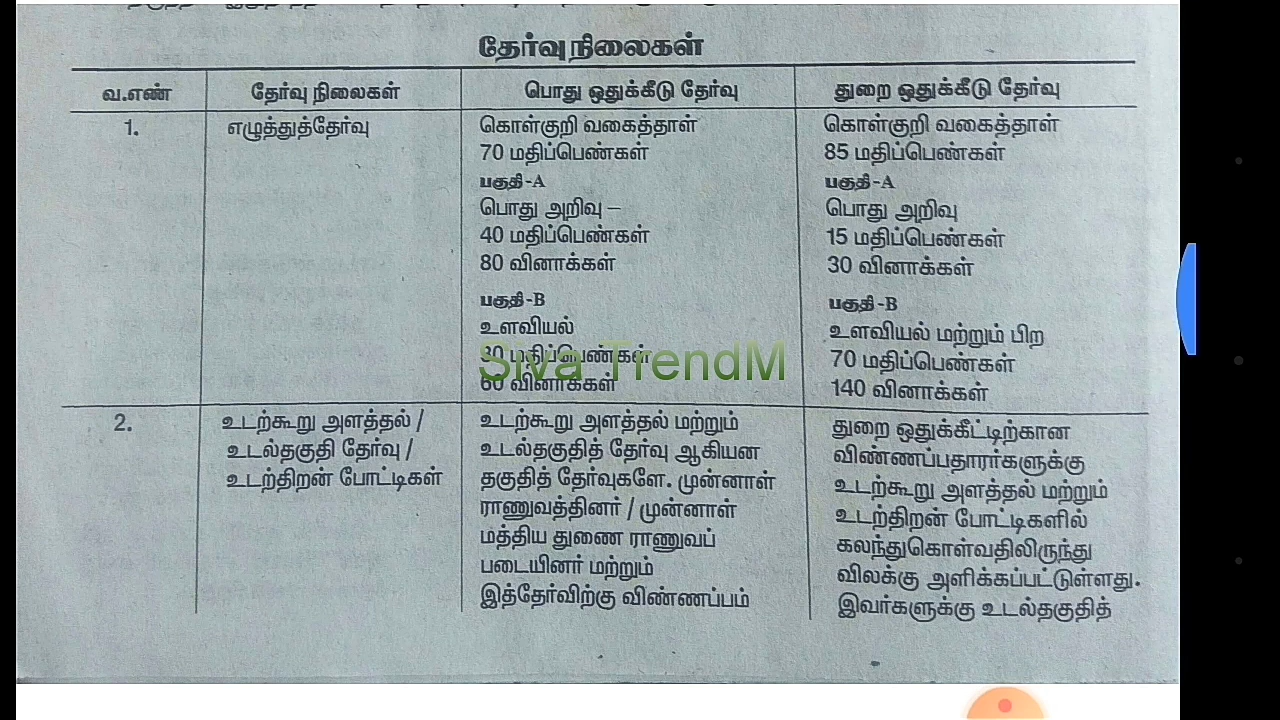 தேர்வு நிலைகள்
வ.எண்
தேர்வு நிலைகள்
பொது ஒதுக்கீடு தேர்வு
துறை ஒதுக்கீடு தேர்வு
1.
எழுத்துத்தேர்வு
கொள்குறி வகைத்தாள்
70 மதிப்பெண்கள்
பகுதி-A
பொது அறிவு –
40 மதிப்பெண்கள்
80 வினாக்கள்
பகுதி-B
உளவியல்
30 மதிப்பெண்கள்
60 வினாக்கள்
கொள்குறி வகைத்தாள்
85 மதிப்பெண்கள்
பகுதி-A
பொது அறிவு
15 மதிப்பெண்கள்
30 வினாக்கள்
பகுதி-B
உளவியல் மற்றும் பிற
70 மதிப்பெண்கள்
140 வினாக்கள்
Siva TrendM
2.
உடற்கூறு அளத்தல் /
உடல்தகுதி தேர்வு /
உடற்திறன் போட்டிகள்
உடற்கூறு அளத்தல் மற்றும்
உடல்தகுதித் தேர்வு ஆகியன
தகுதித் தேர்வுகளே. முன்னாள்
ராணுவத்தினர் / முன்னாள்
மத்திய துணை ராணுவப்
படையினர் மற்றும்
இத்தேர்விற்கு விண்ணப்பம்
துறை ஒதுக்கீட்டிற்கான
விண்ணப்பதாரர்களுக்கு
உடற்கூறு அளத்தல் மற்றும்
உடற்திறன் போட்டிகளில்
கலந்துகொள்வதிலிருந்து
விலக்கு அளிக்கப்பட்டுள்ளது.
இவர்களுக்கு உடல்தகுதித்